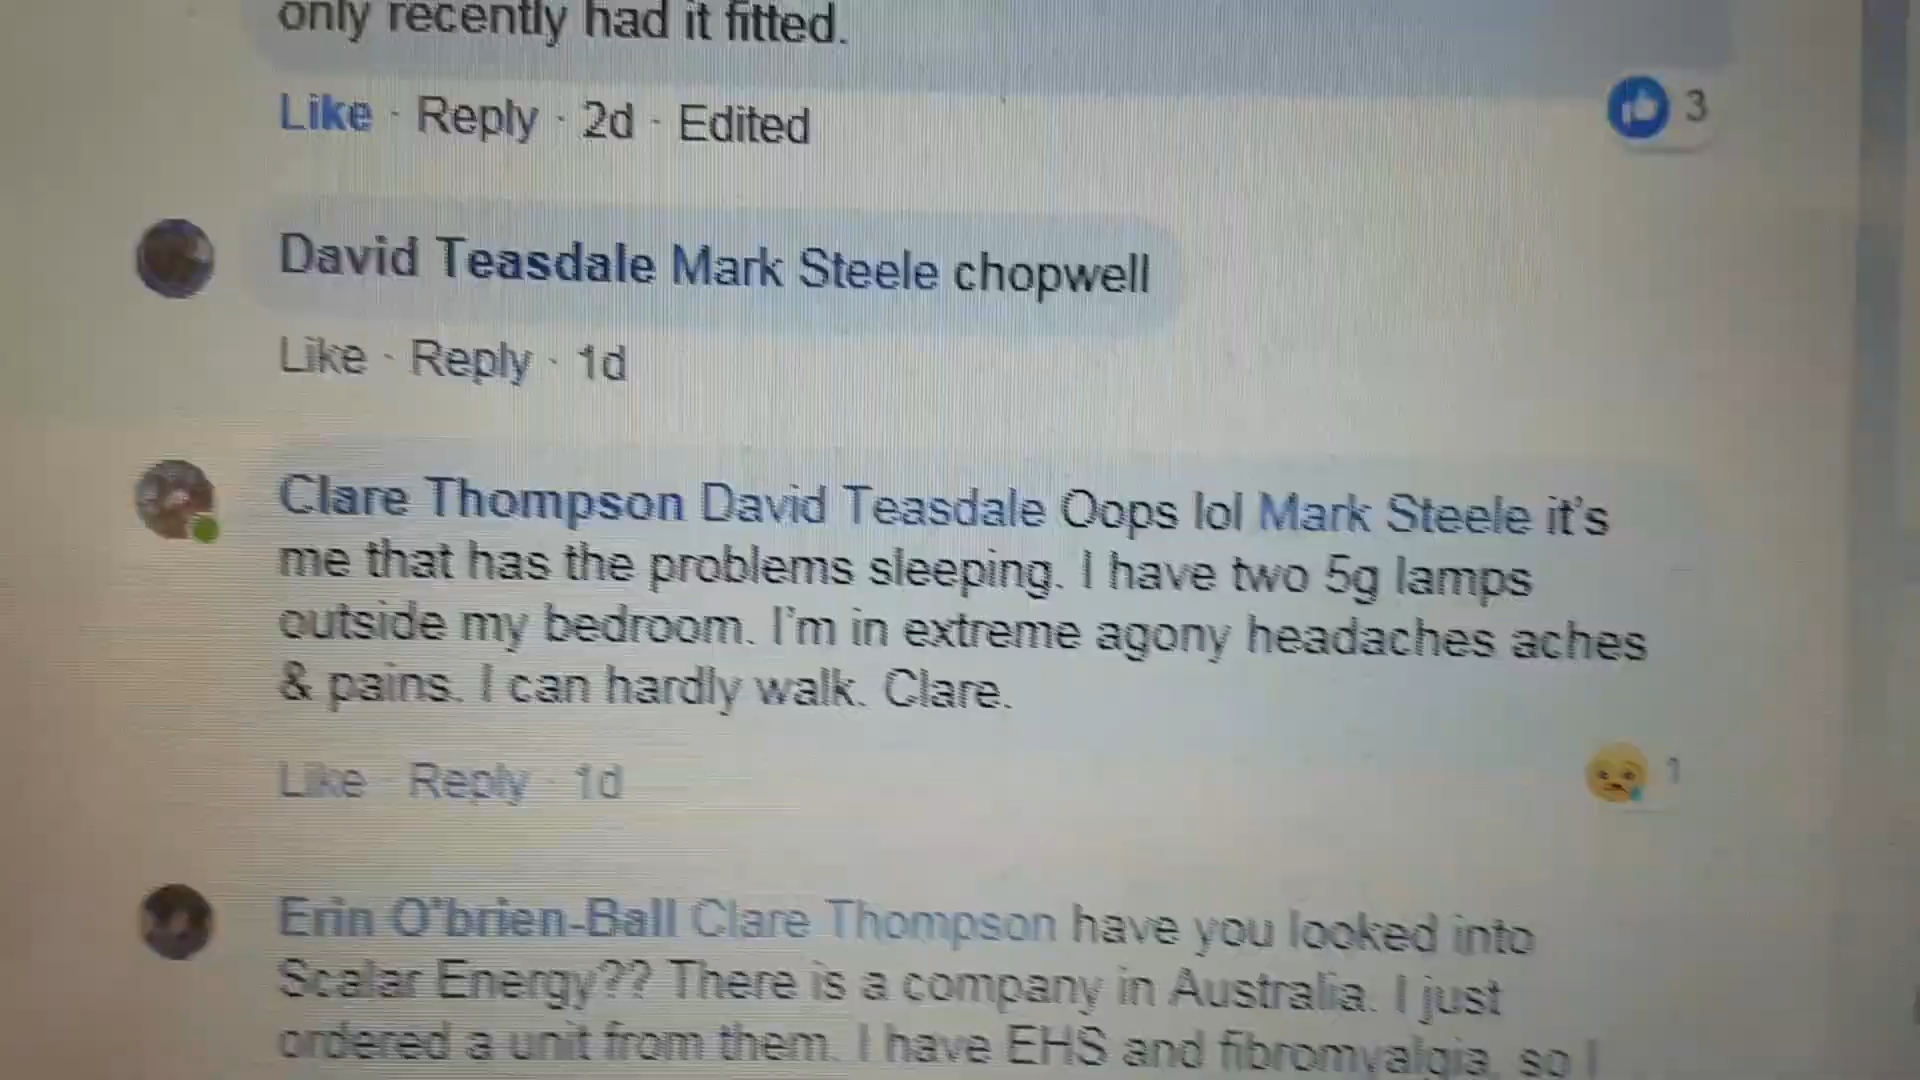 only recently had it fitted.
Like · Reply · 2d · Edited
3
David Teasdale Mark Steele chopwell
Like · Reply · 1d
Clare Thompson David Teasdale Oops lol Mark Steele it's
me that has the problems sleeping. I have two 5g lamps
outside my bedroom. I'm in extreme agony headaches aches
& pains. I can hardly walk. Clare.
Like · Reply · 1d
1
Erin O'brien-Ball Clare Thompson have you looked into
Scalar Energy?? There is a company in Australia. I just
ordered a unit from them. I have EHS and fibromyalgia, so I